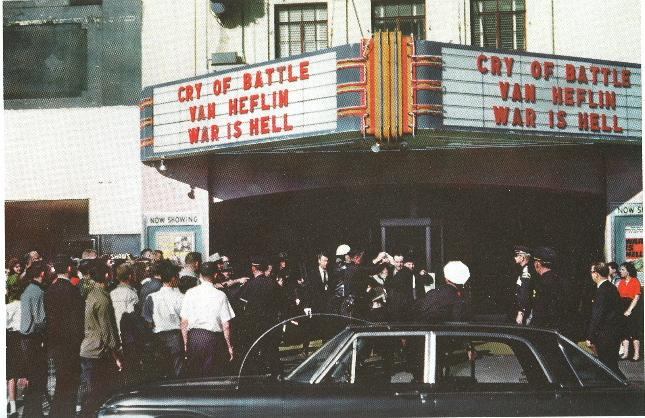 CRY OF BATTLE
VAN HEFLIN
WAR IS HELL
CRY OF BATTLE
VAN HEFLIN
WAR IS HELL
NOW SHOWING
NOW